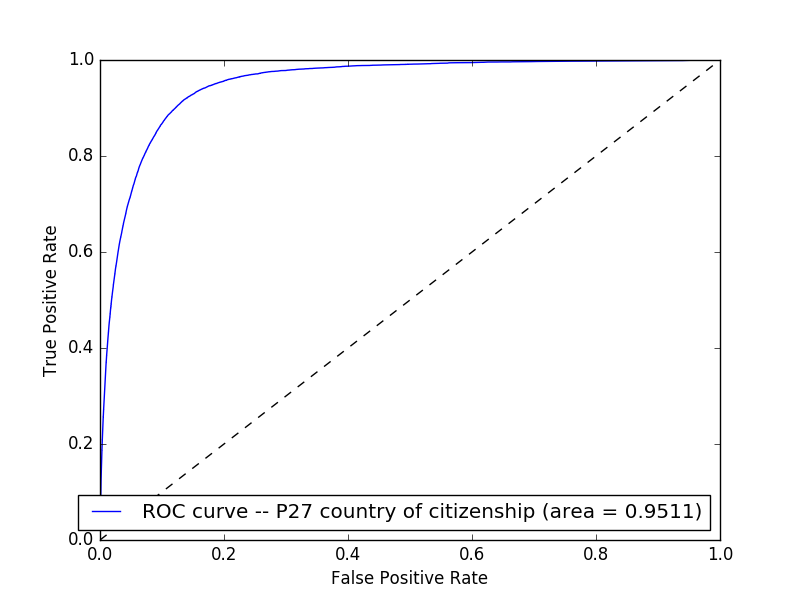 1.0
0.8
0.6
0.4
0.2
0.0
True Positive Rate
ROC curve -- P27 country of citizenship (area = 0.9511)
0.0 0.2 0.4 0.6 0.8 1.0
False Positive Rate